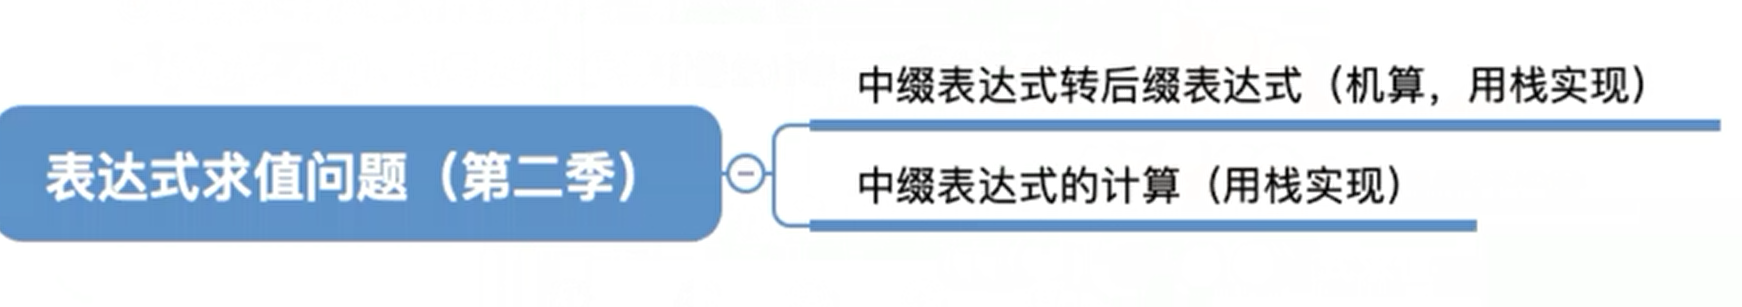 中缀表达式转后缀表达式（机算，用栈实现）
表达式求值问题（第二季）
中缀表达式的计算（用栈实现）